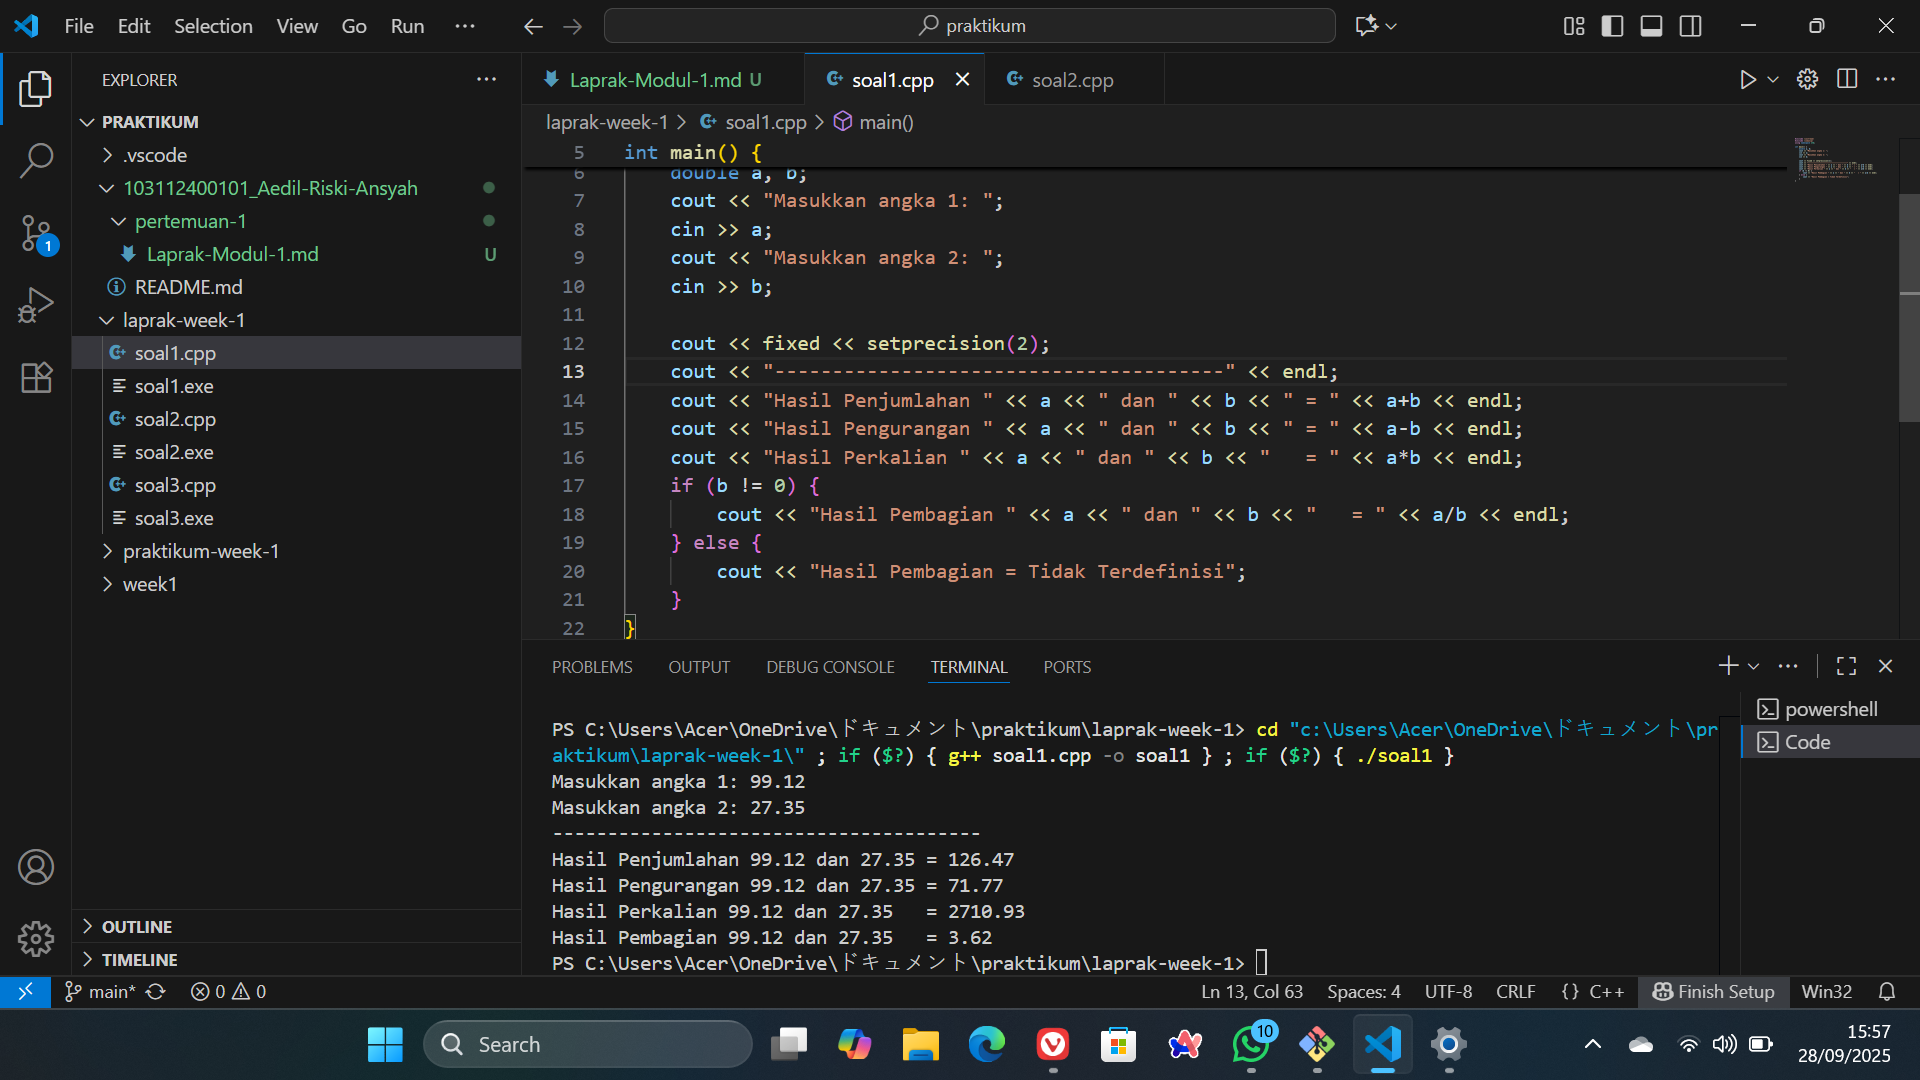 File Edit Selection View Go Run ···
praktikum
EXPLORER
PRAKTIKUM
.vscode
103112400101_Aedil-Riski-Ansyah
pertemuan-1
Laprak-Modul-1.md U
README.md
laprak-week-1
soal1.cpp
soal1.exe
soal2.cpp
soal2.exe
soal3.cpp
soal3.exe
praktikum-week-1
week1
OUTLINE
TIMELINE
1
Laprak-Modul-1.md U
soal1.cpp
soal2.cpp
laprak-week-1 > soal1.cpp > main()
5 int main() {
6 double a, b;
7 cout << "Masukkan angka 1: ";
8 cin >> a;
9 cout << "Masukkan angka 2: ";
10 cin >> b;
11
12 cout << fixed << setprecision(2);
13 cout << "---------------------------------------" << endl;
14 cout << "Hasil Penjumlahan " << a << " dan " << b << " = " << a+b << endl;
15 cout << "Hasil Pengurangan " << a << " dan " << b << " = " << a-b << endl;
16 cout << "Hasil Perkalian " << a << " dan " << b << "   = " << a*b << endl;
17 if (b != 0) {
18 cout << "Hasil Pembagian " << a << " dan " << b << "   = " << a/b << endl;
19 } else {
20 cout << "Hasil Pembagian = Tidak Terdefinisi";
21 }
22 }
PROBLEMS OUTPUT DEBUG CONSOLE TERMINAL PORTS
powershell
Code
PS C:\Users\Acer\OneDrive\ドキュメント\praktikum\laprak-week-1> cd "c:\Users\Acer\OneDrive\ドキュメント\pr
aktikum\laprak-week-1\" ; if ($?) { g++ soal1.cpp -o soal1 } ; if ($?) { ./soal1 }
Masukkan angka 1: 99.12
Masukkan angka 2: 27.35
---------------------------------------
Hasil Penjumlahan 99.12 dan 27.35 = 126.47
Hasil Pengurangan 99.12 dan 27.35 = 71.77
Hasil Perkalian 99.12 dan 27.35   = 2710.93
Hasil Pembagian 99.12 dan 27.35   = 3.62
PS C:\Users\Acer\OneDrive\ドキュメント\praktikum\laprak-week-1>
main* 0 0 Ln 13, Col 63 Spaces: 4 UTF-8 CRLF {} C++ Finish Setup Win32
Search
10
15:57
28/09/2025